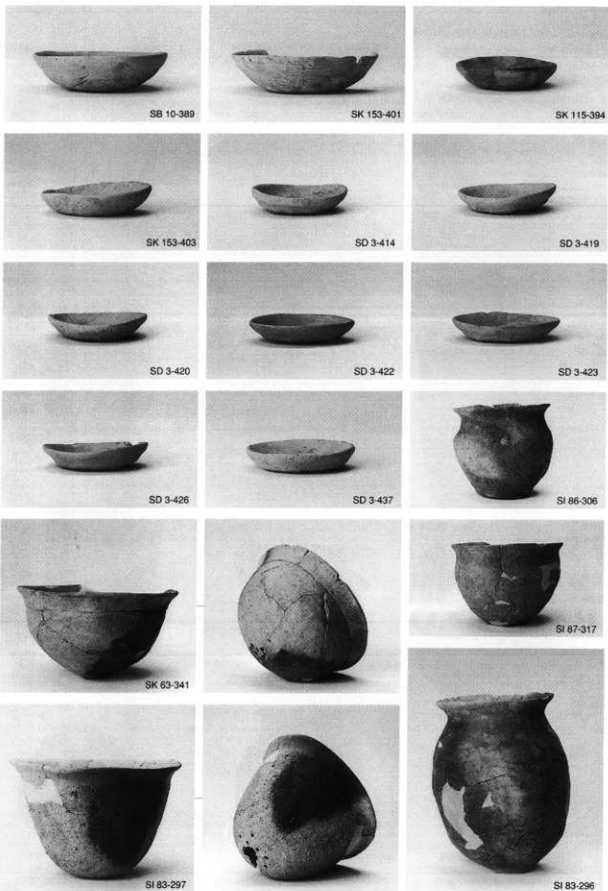 SB 10-389
SK 153-401
SK 115-394
SK 153-403
SD 3-414
SD 3-419
SD 3-420
SD 3-422
SD 3-423
SD 3-426
SD 3-437
SI 86-306
SK 63-341
SI 87-317
SI 83-297
SI 83-296